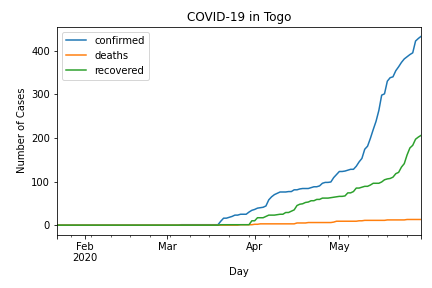 COVID-19 in Togo
confirmed
deaths
recovered
Number of Cases
400
300
200
100
0
Feb
2020
Mar
Apr
May
Day